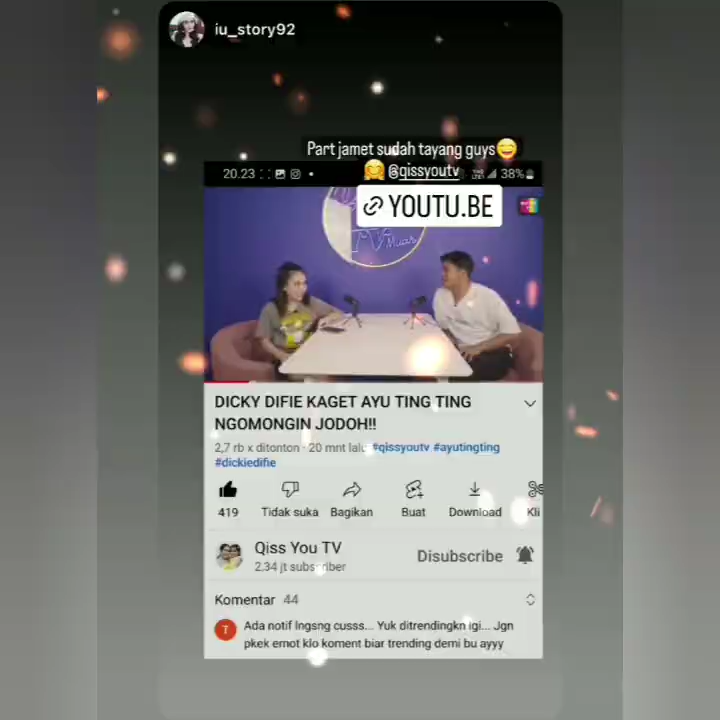 iu_story92
Part jamet sudah tayang guys😄
🤗 @qissyoutv
20.23
38%
YOUTU.BE
TV Muas
DICKY DIFIE KAGET AYU TING TING
NGOMONGIN JODOH!!
2,7 rb x ditonton · 20 mnt lalu #qissyoutv #ayutingting
#dickiedifie
419 Tidak suka Bagikan Buat Download Kli
Qiss You TV
2,34 jt subscriber
Disubscribe
Komentar 44
T
Ada notif lngsng cusss... Yuk ditrendingkn igi... Jgn
pkek emot klo koment biar trending demi bu ayyy